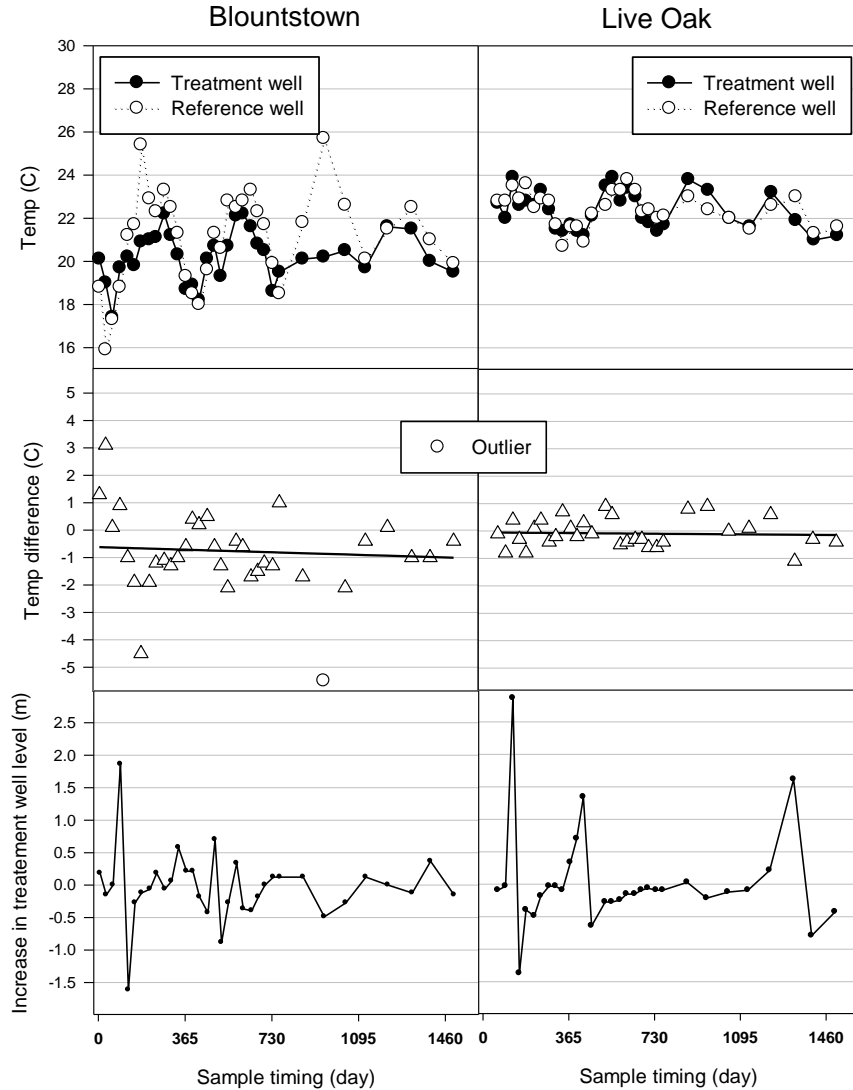 Blountstown
Live Oak
Temp (C)
30
28
26
24
22
20
18
16
Treatment well
Reference well
Treatment well
Reference well
Temp difference (C)
5
4
3
2
1
0
-1
-2
-3
-4
-5
Outlier
Increase in treatement well level (m)
2.5
2.0
1.5
1.0
0.5
0.0
-0.5
-1.0
-1.5
0 365 730 1095 1460
0 365 730 1095 1460
Sample timing (day)
Sample timing (day)